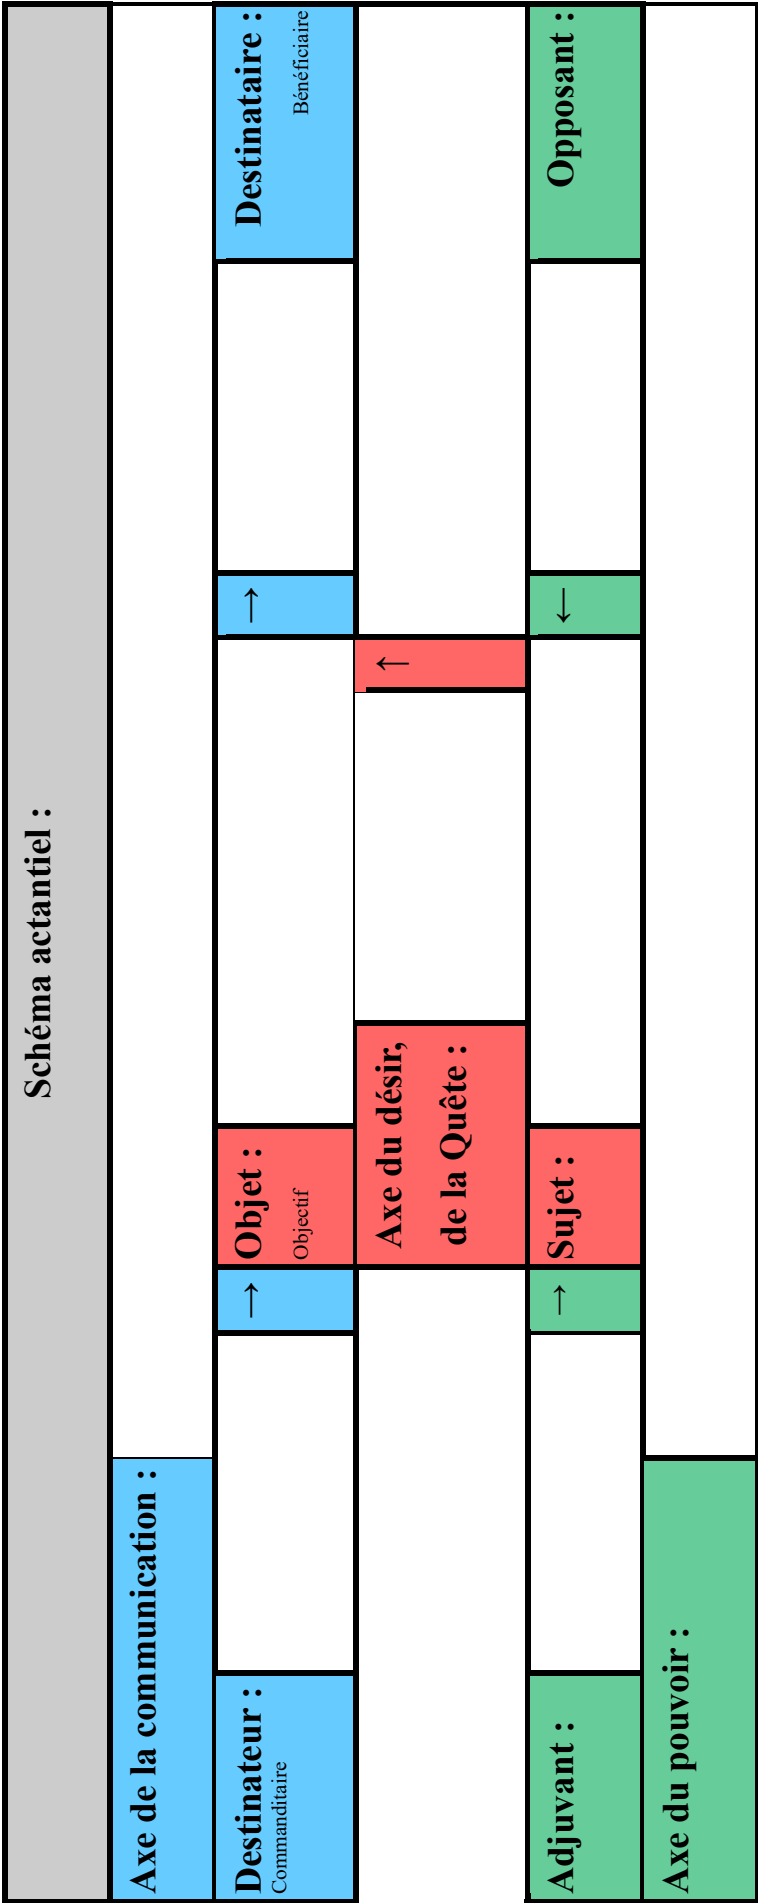 Schéma actantiel :
Axe de la communication :
Destinateur :
Commanditaire
→
Objet :
Objectif
→
Destinataire :
Bénéficiaire
Axe du désir,
de la Quête :
↑
Adjuvant :
→
Sujet :
←
Opposant :
Axe du pouvoir :